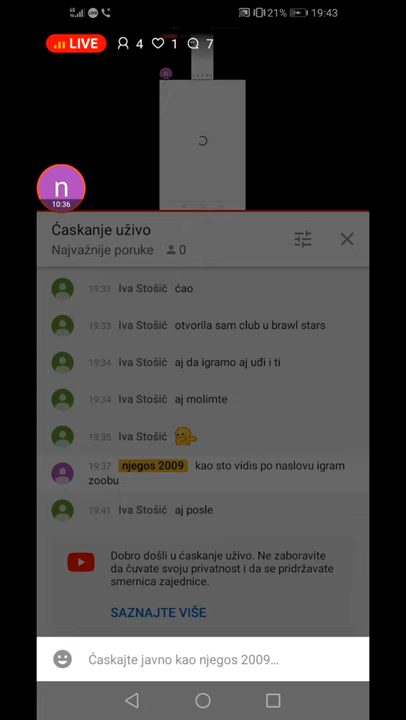 21% 19:43
LIVE 4 1 7
n
10:36
Ćaskanje uživo
Najvažnije poruke 0
19:33 Iva Stošić ćao
19:33 Iva Stošić otvorila sam club u brawl stars
19:34 Iva Stošić aj da igramo aj uđi i ti
19:34 Iva Stošić aj molimte
19:35 Iva Stošić
19:37 njegos 2009 kao sto vidis po naslovu igram
zoobu
19:41 Iva Stošić aj posle
Dobro došli u ćaskanje uživo. Ne zaboravite
da čuvate svoju privatnost i da se pridržavate
smernica zajednice.
SAZNAJTE VIŠE
Ćaskajte javno kao njegos 2009...